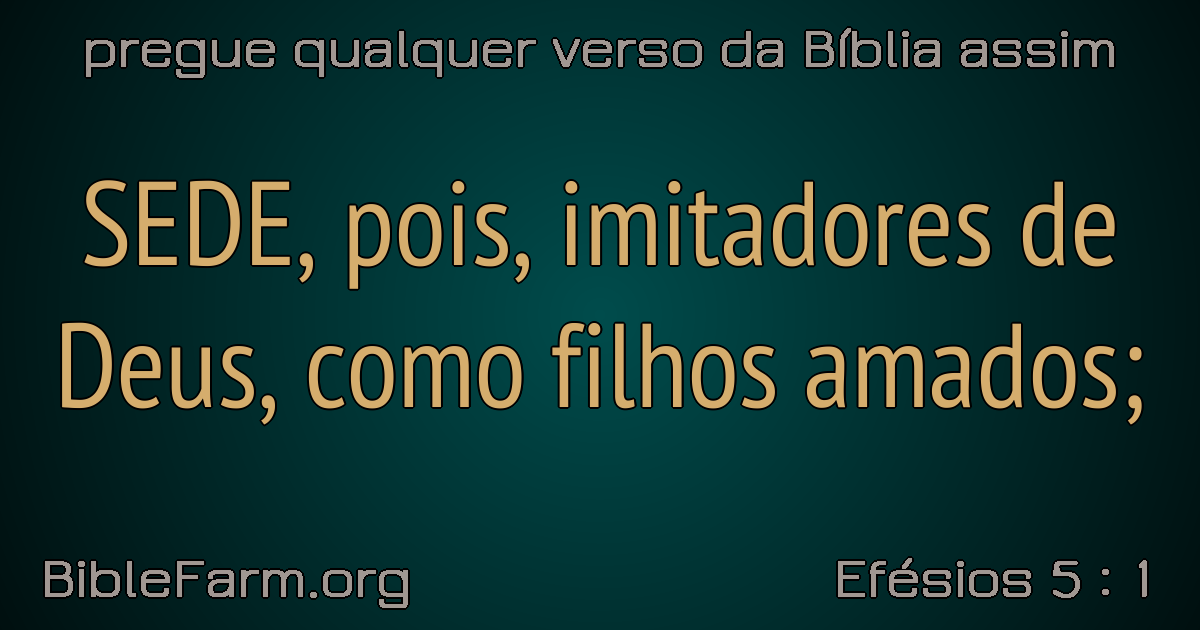 pregue qualquer verso da Bíblia assim
SEDE, pois, imitadores de
Deus, como filhos amados;
BibleFarm.org
Efésios 5 : 1